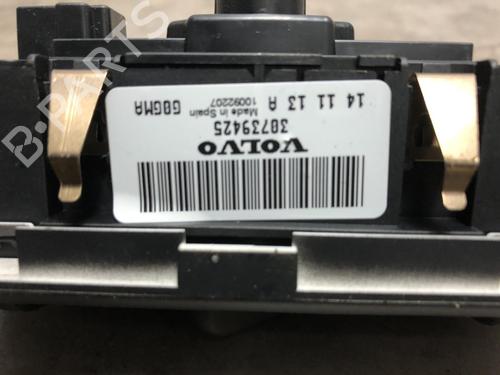 VOLVO
30739425
Made in Spain
10092207
G0GMA
14 11 13 A
B-PARTS